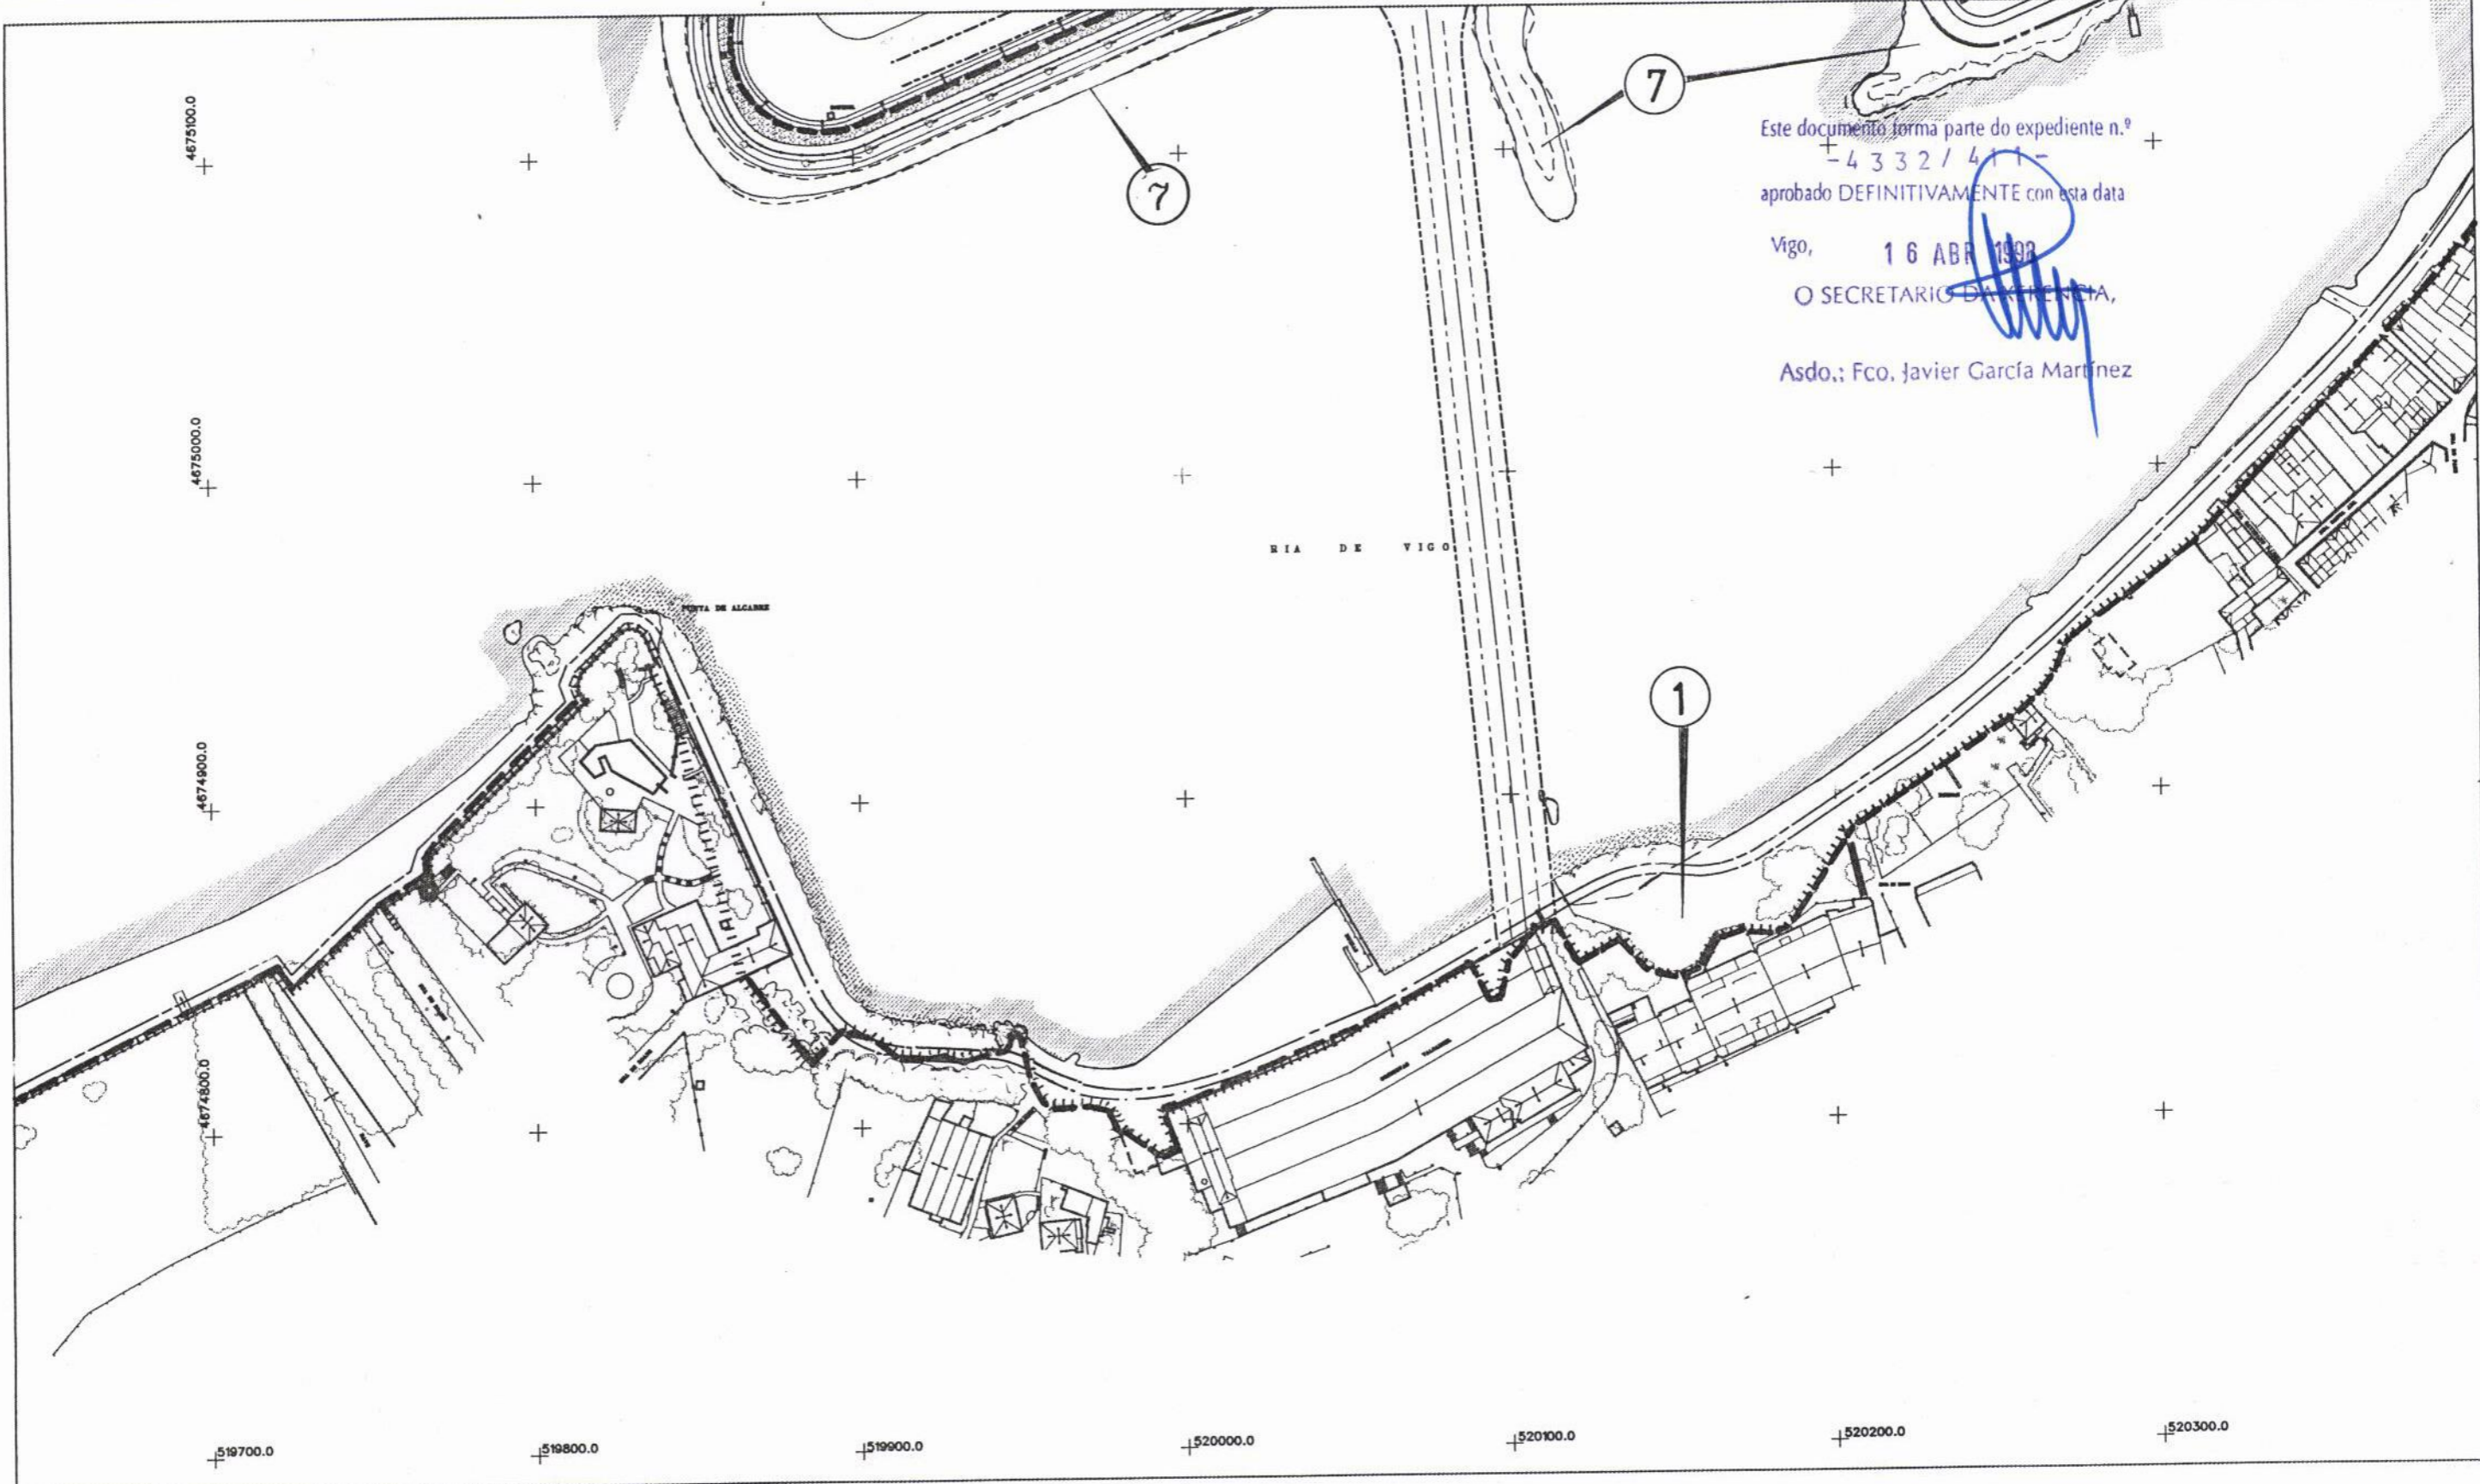 7
7
Este documento forma parte do expediente n.º
-4332/411-
aprobado DEFINITIVAMENTE con esta data
Vigo, 16 ABR
O SECRETARIO DA XERENCIA,
Asdo.: Fco. Javier García Martínez
4675100.0
4675000.0
RIA DE VIGO
PUNTA DE ALCABRE
1
4674900.0
4674800.0
519700.0
519800.0
519900.0
520000.0
520100.0
520200.0
520300.0